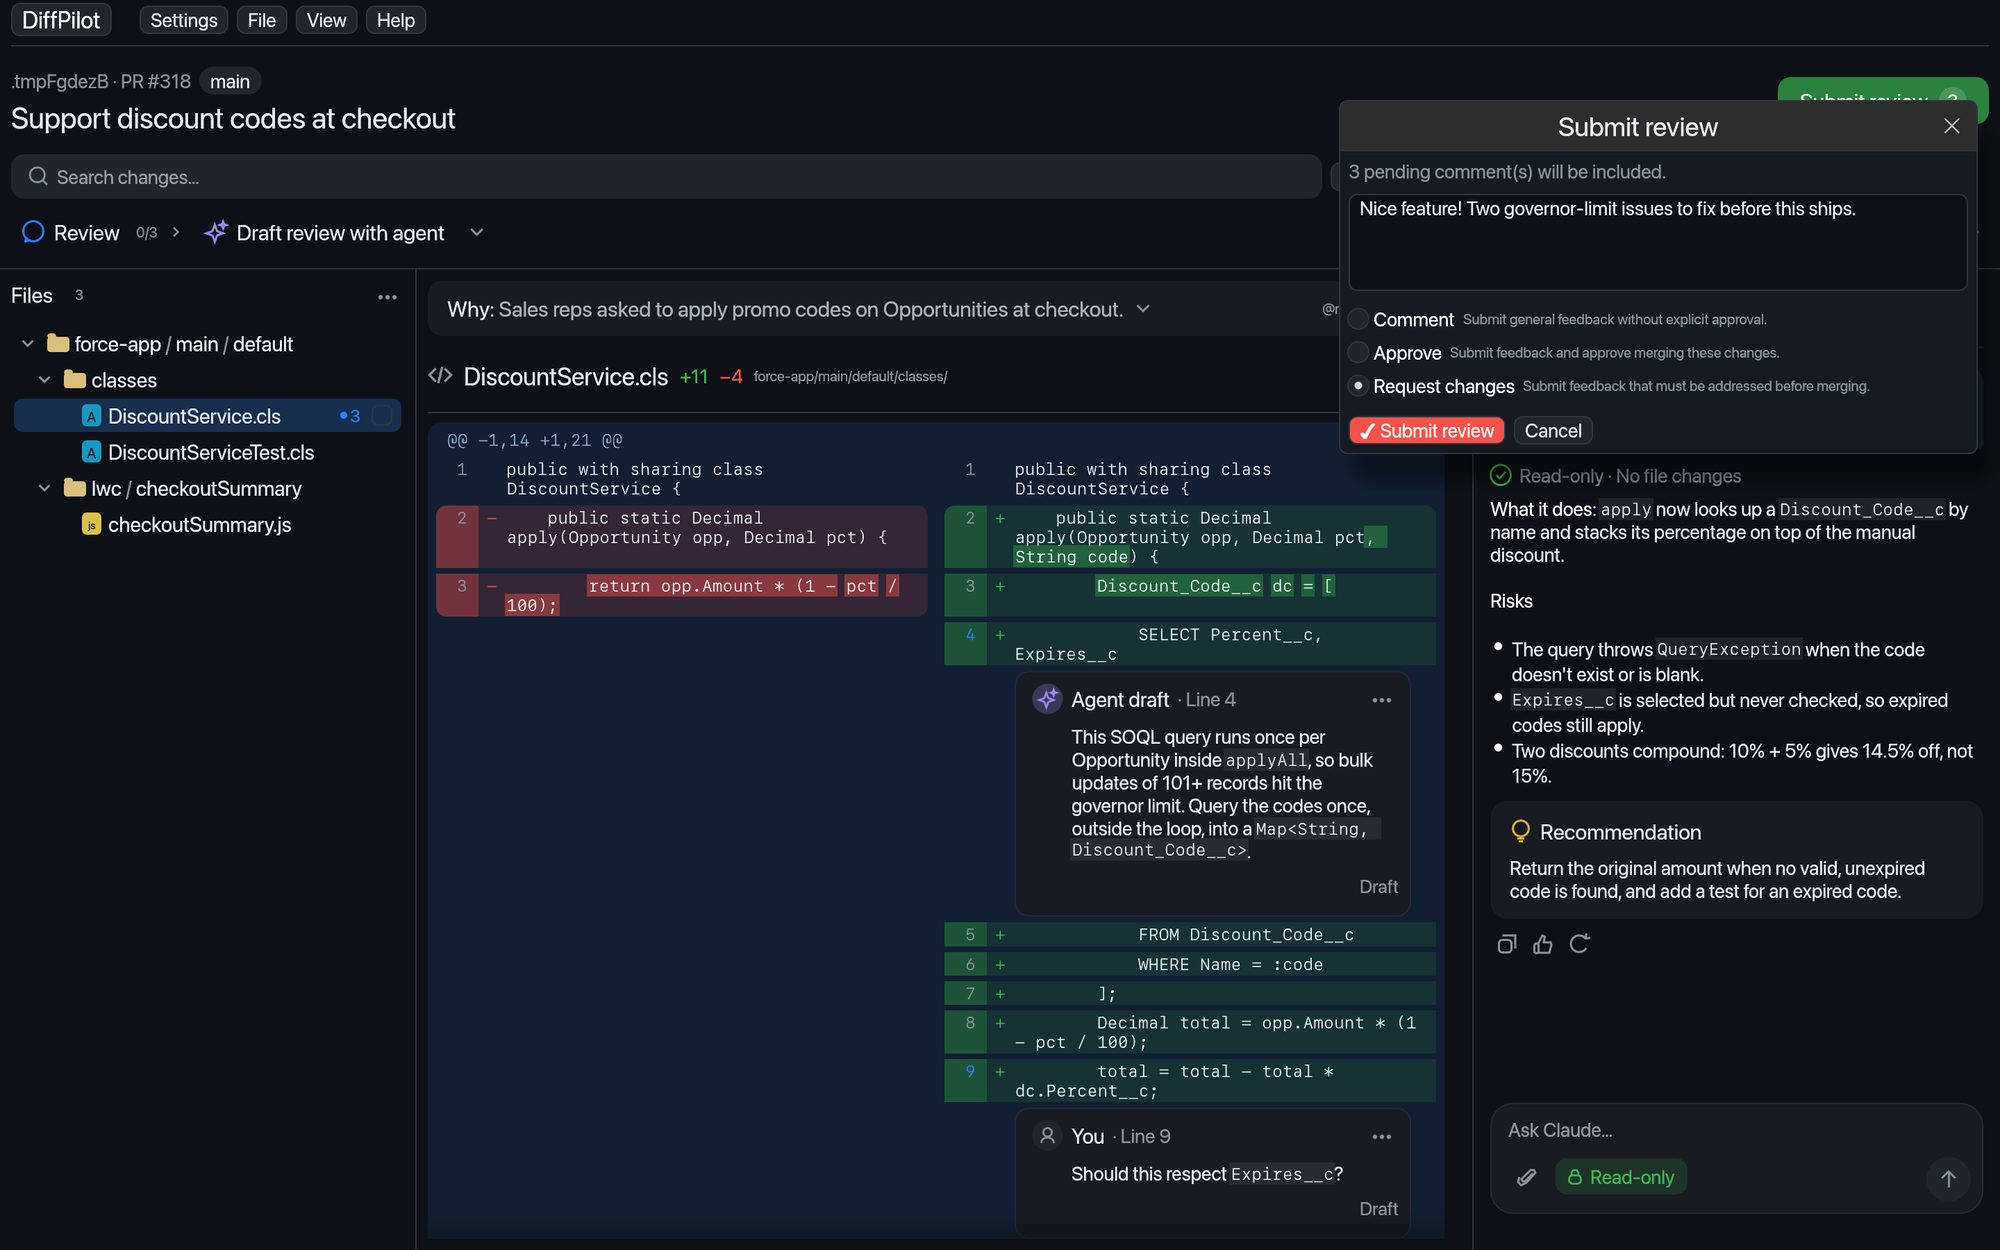 DiffPilot Settings File View Help
.tmpFgdezB · PR #318 main
Support discount codes at checkout
Search changes...
Review 0/3 Draft review with agent
Submit review
3 pending comment(s) will be included.
Nice feature! Two governor-limit issues to fix before this ships.
Comment Submit general feedback without explicit approval.
Approve Submit feedback and approve merging these changes.
Request changes Submit feedback that must be addressed before merging.
Submit review Cancel
Files 3
force-app / main / default
classes
DiscountService.cls 3
DiscountServiceTest.cls
lwc / checkoutSummary
checkoutSummary.js
Why: Sales reps asked to apply promo codes on Opportunities at checkout.
DiscountService.cls +11 −4 force-app/main/default/classes/
@@ −1,14 +1,21 @@
1 public with sharing class
DiscountService {
2 − public static Decimal
apply(Opportunity opp, Decimal pct) {
3 − return opp.Amount * (1 − pct /
100);
1 public with sharing class
DiscountService {
2 + public static Decimal
apply(Opportunity opp, Decimal pct,
String code) {
3 + Discount_Code__c dc = [
4 + SELECT Percent__c,
Expires__c
Agent draft · Line 4
This SOQL query runs once per
Opportunity inside applyAll, so bulk
updates of 101+ records hit the
governor limit. Query the codes once,
outside the loop, into a Map<String,
Discount_Code__c>.
Draft
5 + FROM Discount_Code__c
6 + WHERE Name = :code
7 + ];
8 + Decimal total = opp.Amount * (1
− pct / 100);
9 + total = total − total *
dc.Percent__c;
You · Line 9
Should this respect Expires__c?
Draft
Read-only · No file changes
What it does: apply now looks up a Discount_Code__c by
name and stacks its percentage on top of the manual
discount.
Risks
• The query throws QueryException when the code
doesn't exist or is blank.
• Expires__c is selected but never checked, so expired
codes still apply.
• Two discounts compound: 10% + 5% gives 14.5% off, not
15%.
Recommendation
Return the original amount when no valid, unexpired
code is found, and add a test for an expired code.
Ask Claude...
Read-only